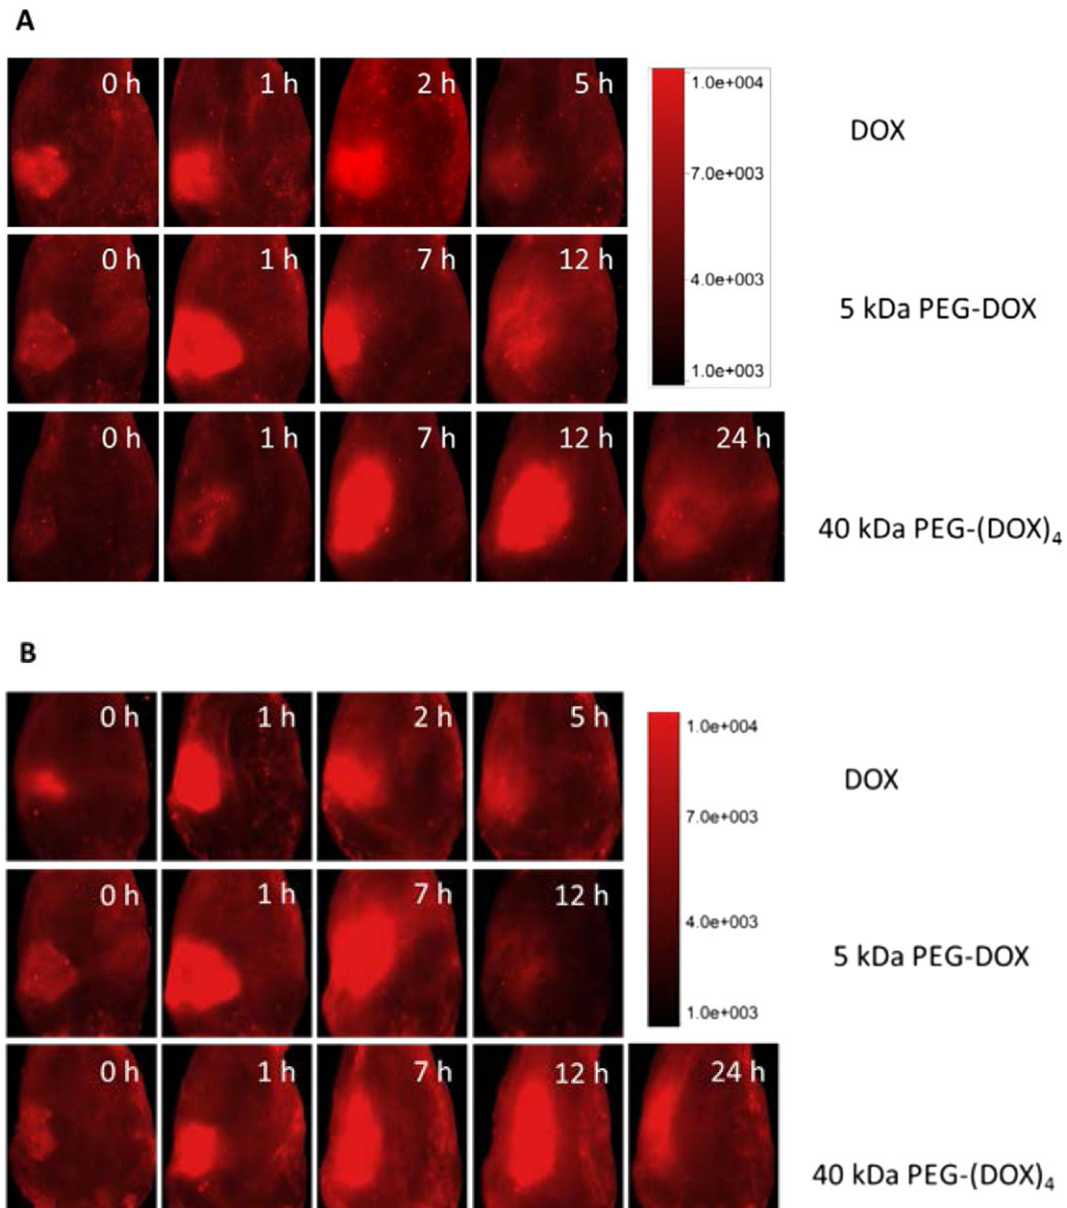 A
0 h 1 h 2 h 5 h
1.0e+004
7.0e+003
4.0e+003
1.0e+003
DOX
0 h 1 h 7 h 12 h
5 kDa PEG-DOX
0 h 1 h 7 h 12 h 24 h
40 kDa PEG-(DOX)₄
B
0 h 1 h 2 h 5 h
1.0e+004
7.0e+003
4.0e+003
1.0e+003
DOX
0 h 1 h 7 h 12 h
5 kDa PEG-DOX
0 h 1 h 7 h 12 h 24 h
40 kDa PEG-(DOX)₄